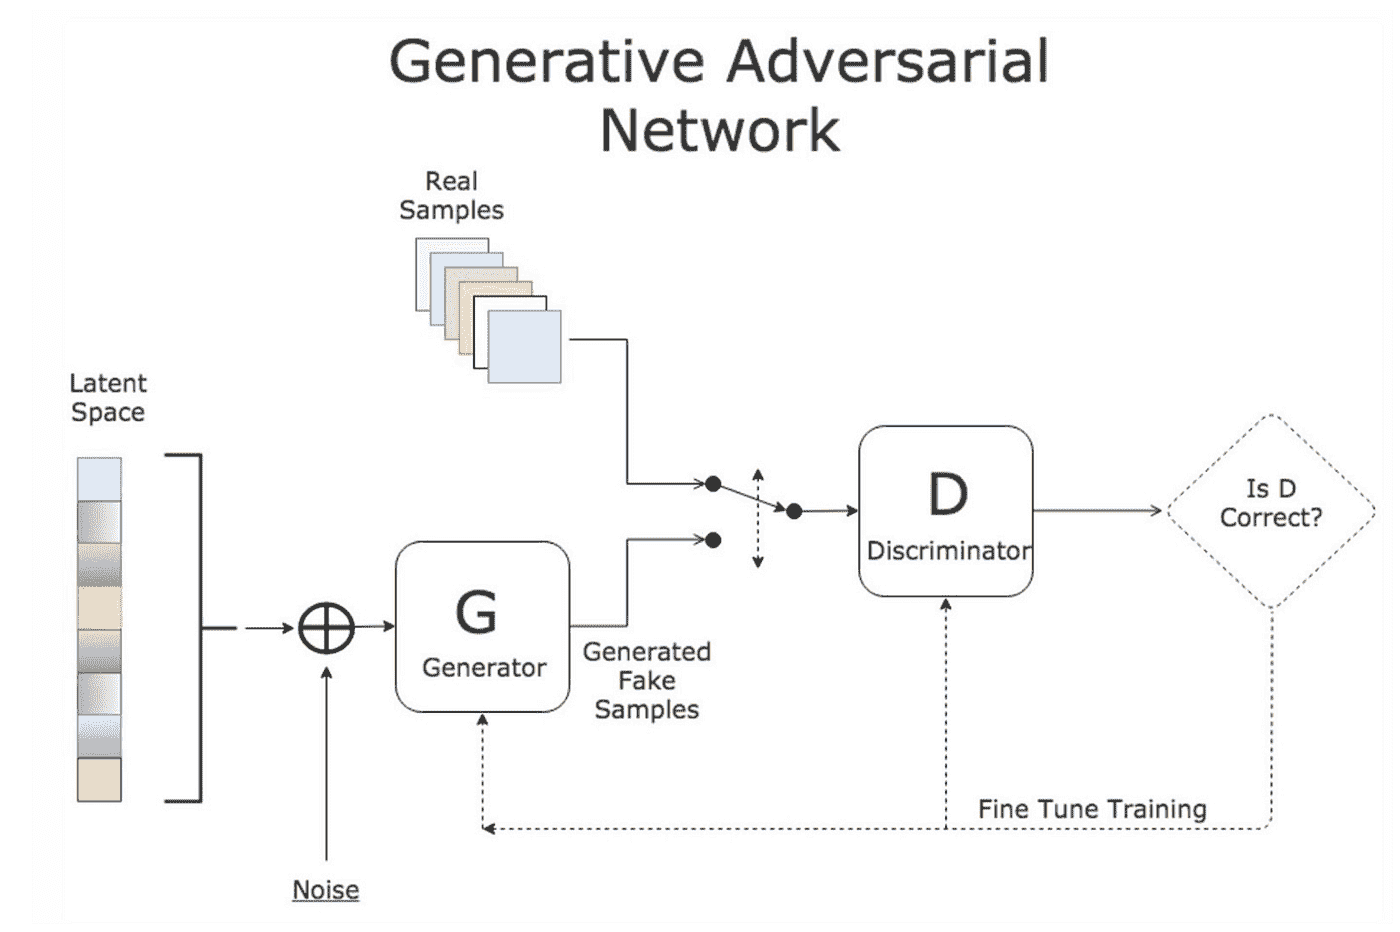 Generative Adversarial
Network
Real
Samples
Latent
Space
G
Generator
Generated
Fake
Samples
D
Discriminator
Is D
Correct?
Fine Tune Training
Noise